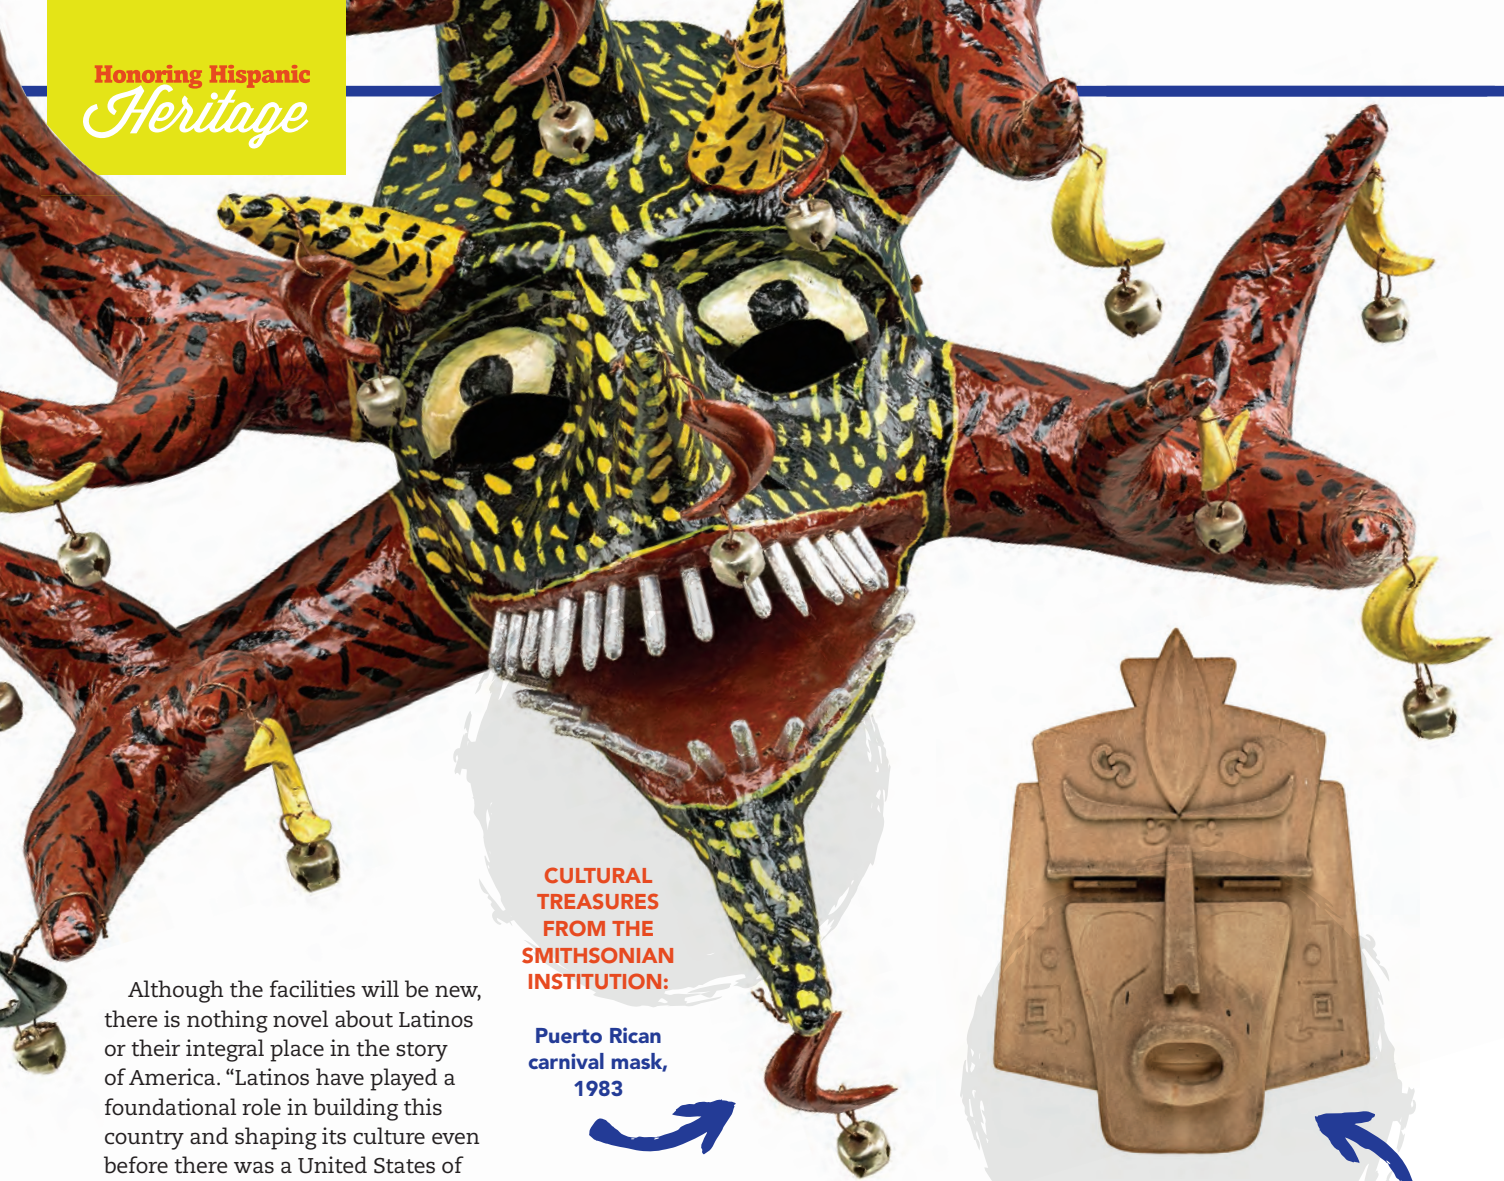 Honoring Hispanic
Heritage
Although the facilities will be new,
there is nothing novel about Latinos
or their integral place in the story
of America. “Latinos have played a
foundational role in building this
country and shaping its culture even
before there was a United States of
CULTURAL
TREASURES
FROM THE
SMITHSONIAN
INSTITUTION:
Puerto Rican
carnival mask,
1983